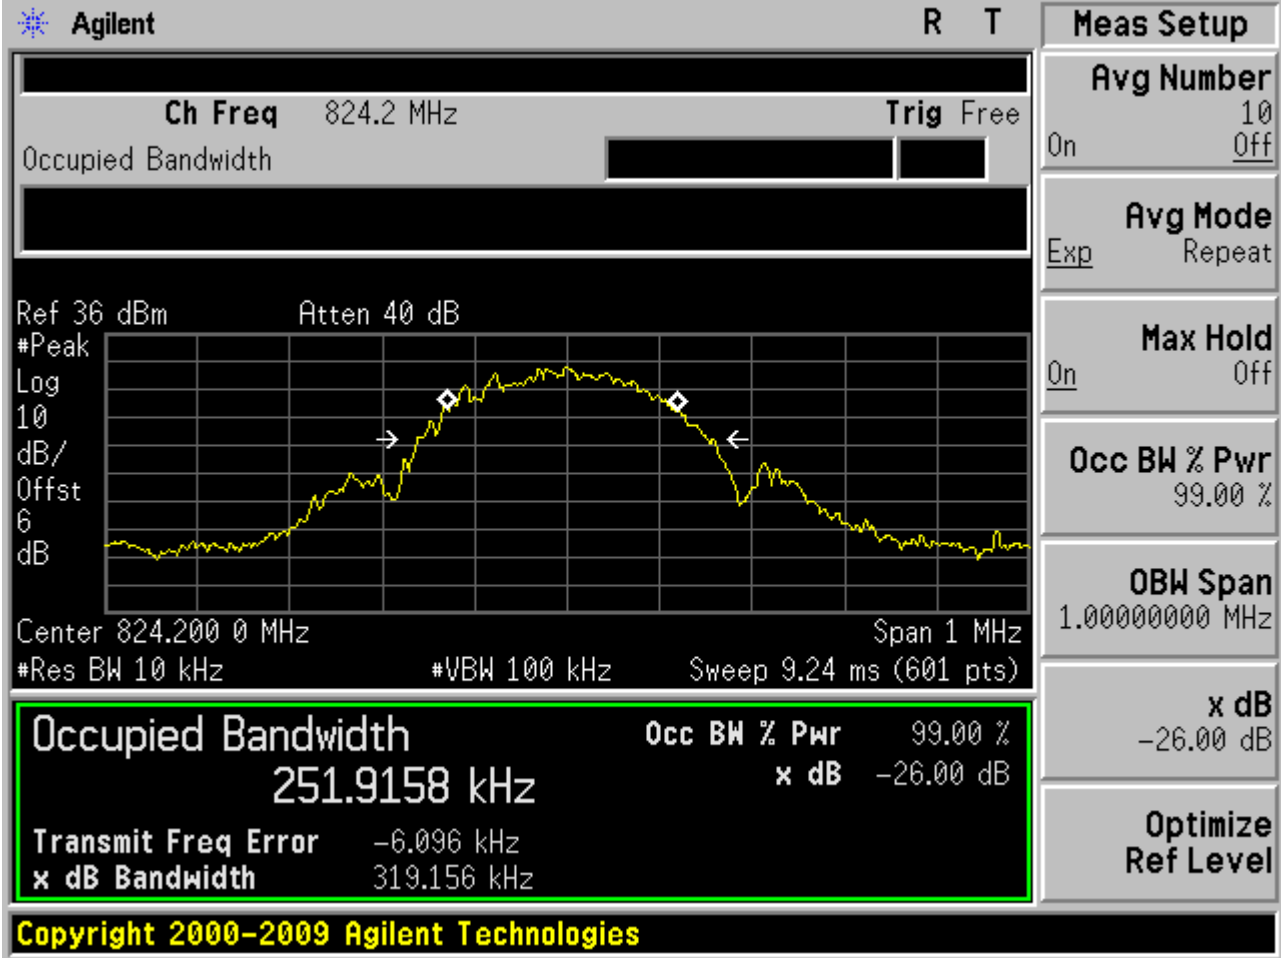 Agilent R T
Ch Freq 824.2 MHz Trig Free
Occupied Bandwidth
Ref 36 dBm Atten 40 dB
#Peak
Log
10
dB/
Offst
6
dB
Center 824.200 0 MHz Span 1 MHz
#Res BW 10 kHz #VBW 100 kHz Sweep 9.24 ms (601 pts)
Occupied Bandwidth Occ BW % Pwr 99.00 %
251.9158 kHz x dB -26.00 dB
Transmit Freq Error -6.096 kHz
x dB Bandwidth 319.156 kHz
Copyright 2000-2009 Agilent Technologies
Meas Setup
Avg Number
10
On Off
Avg Mode
Exp Repeat
Max Hold
On Off
Occ BW % Pwr
99.00 %
OBW Span
1.00000000 MHz
x dB
-26.00 dB
Optimize
Ref Level